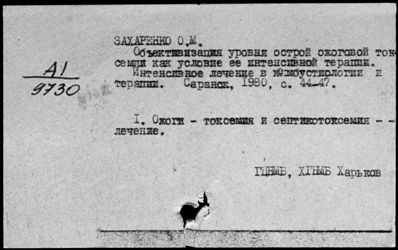 ЗАХАРЕНКО О.М.
Объективизация уровня острой ожоговой ток-
семии как условие ее интенсивной терапии.
Интенсивное лечение в комбустиологии и
терапии. Саранск, 1980, с. 44-47.
А1
9730
I. Ожоги - токсемия и септикотоксемия - -
лечение.
ГЦНМБ, ХГНМБ Харьков